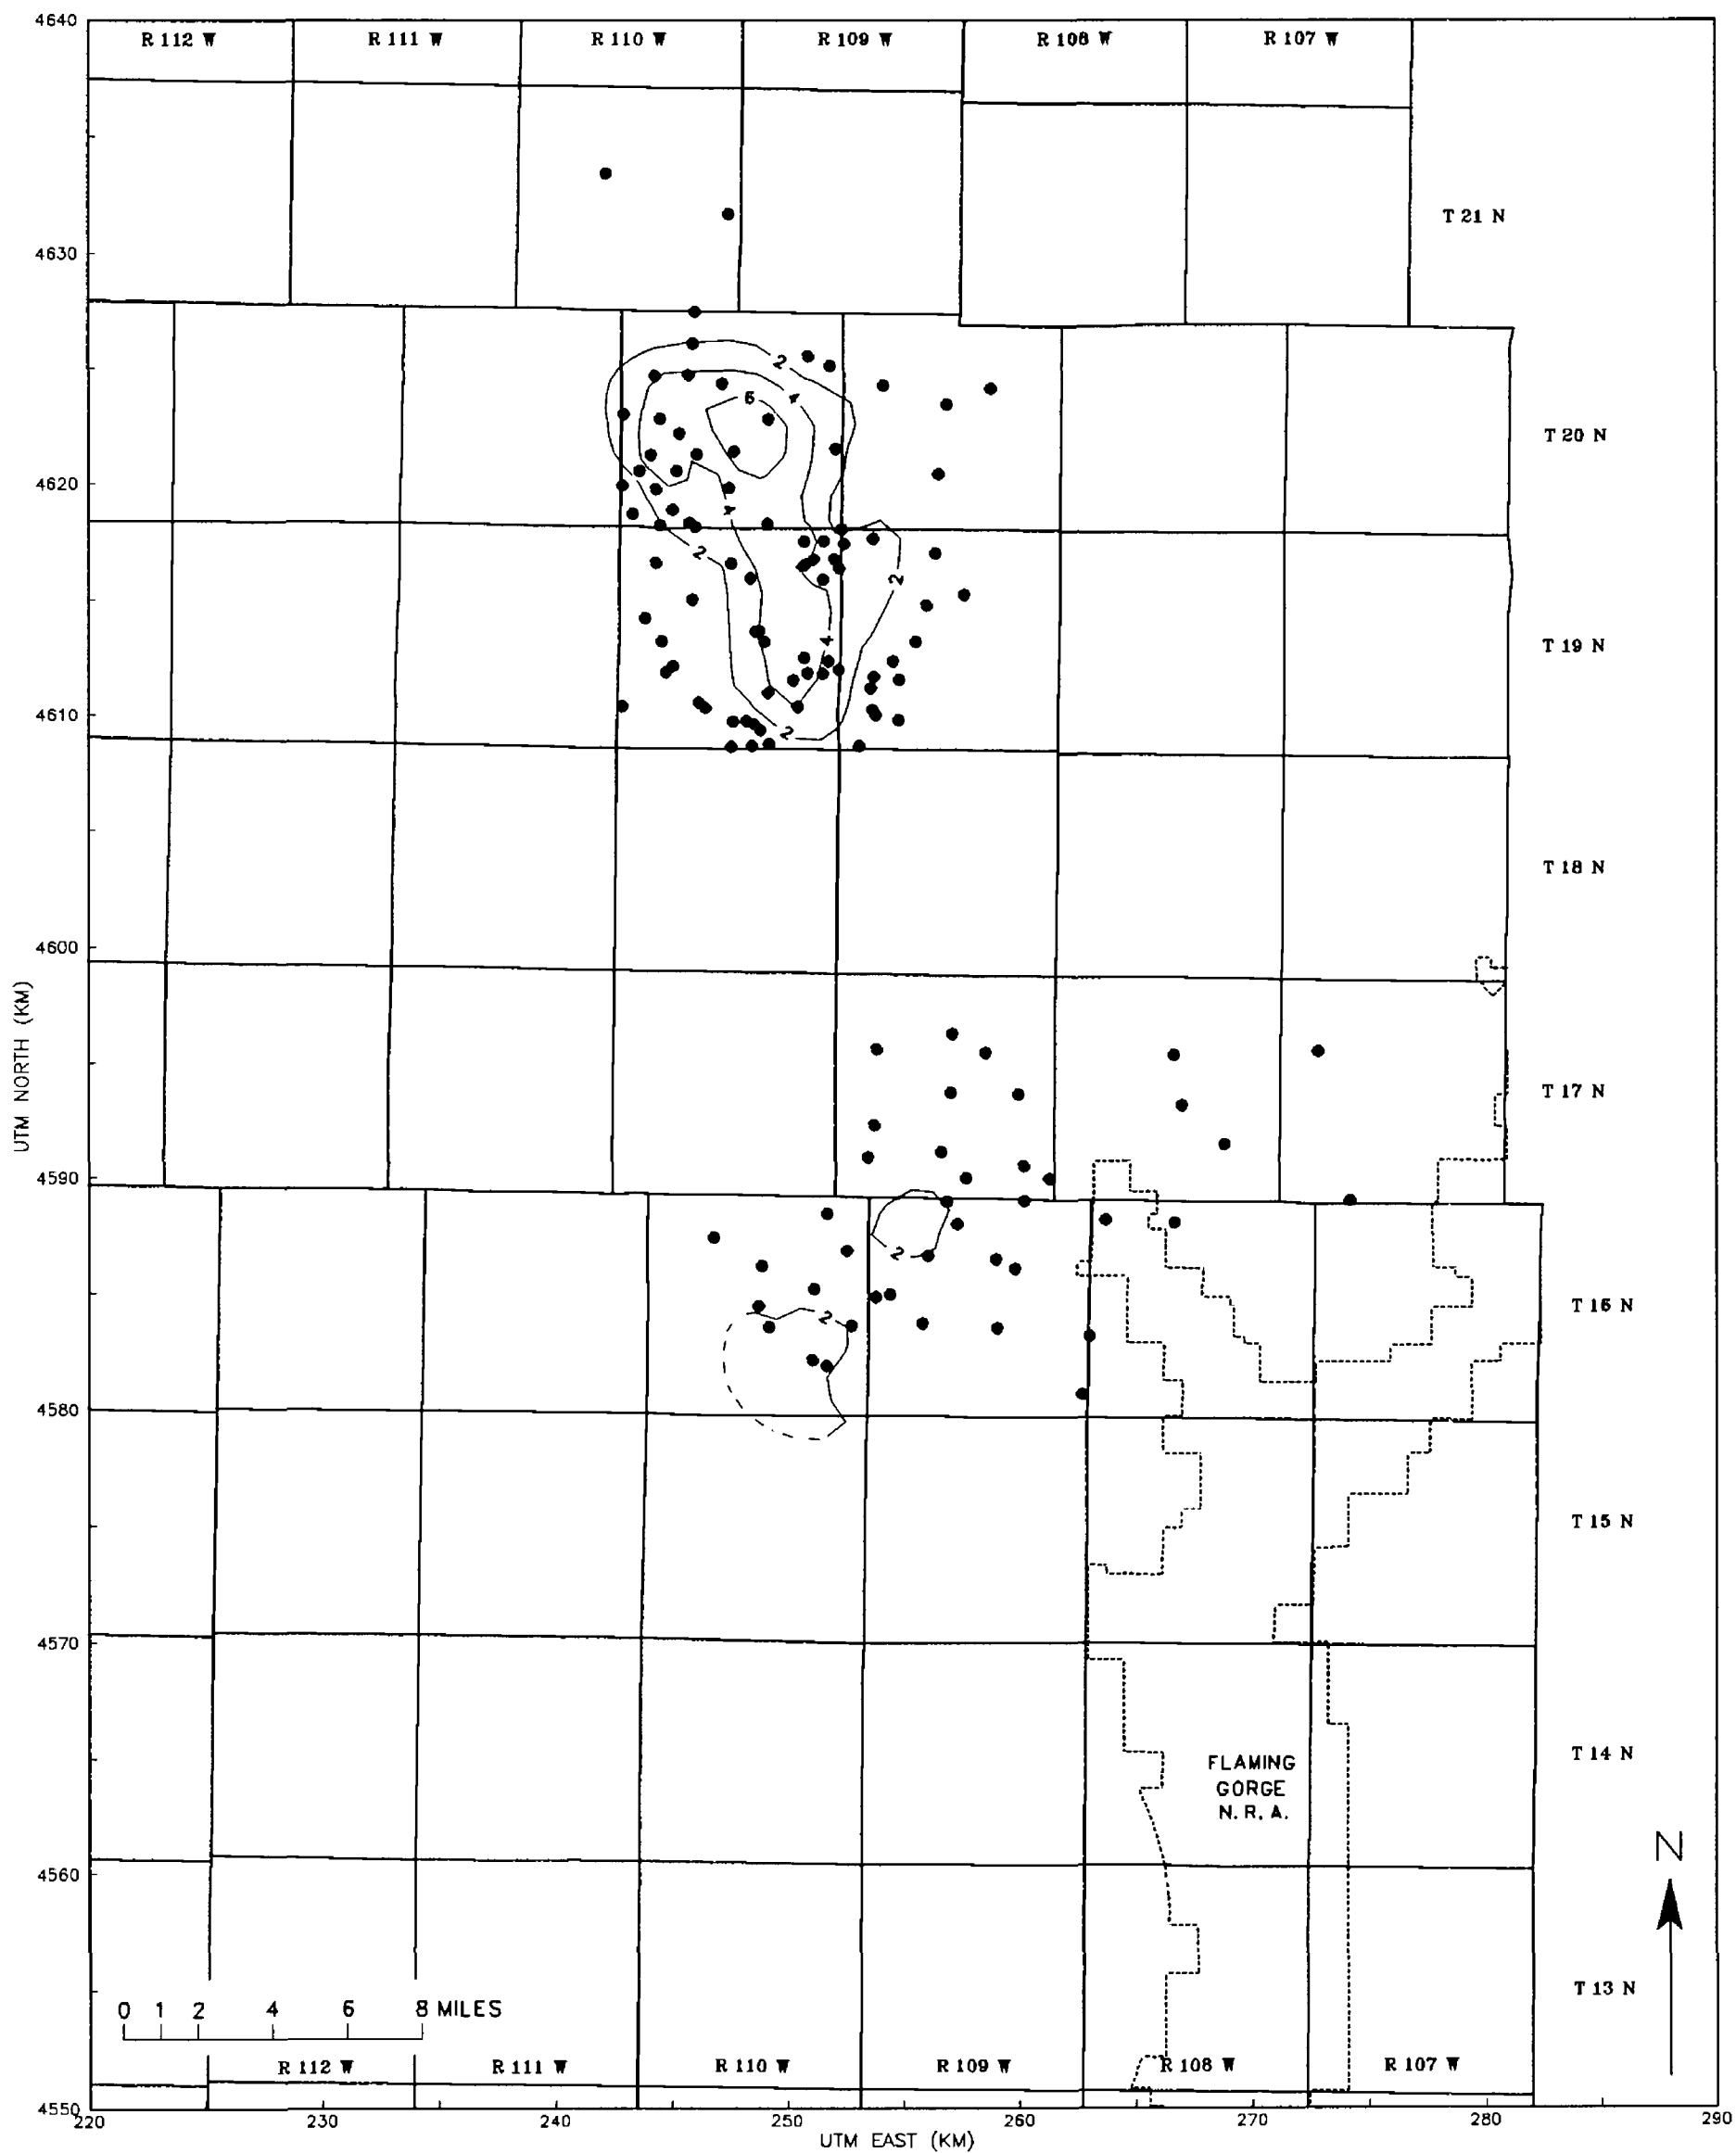 4640
R 112 W R 111 W R 110 W R 109 W R 108 W R 107 W
T 21 N
4630
2
4
6
T 20 N
4620
4
2
2
T 19 N
4
4610
2
T 18 N
4600
UTM NORTH (KM)
T 17 N
4590
2
T 16 N
2
4580
T 15 N
4570
T 14 N
FLAMING
GORGE
N. R. A.
N
4560
T 13 N
0 1 2 4 6 8 MILES
R 112 W R 111 W R 110 W R 109 W R 108 W R 107 W
4550
220 230 240 250 260 270 280 290
UTM EAST (KM)